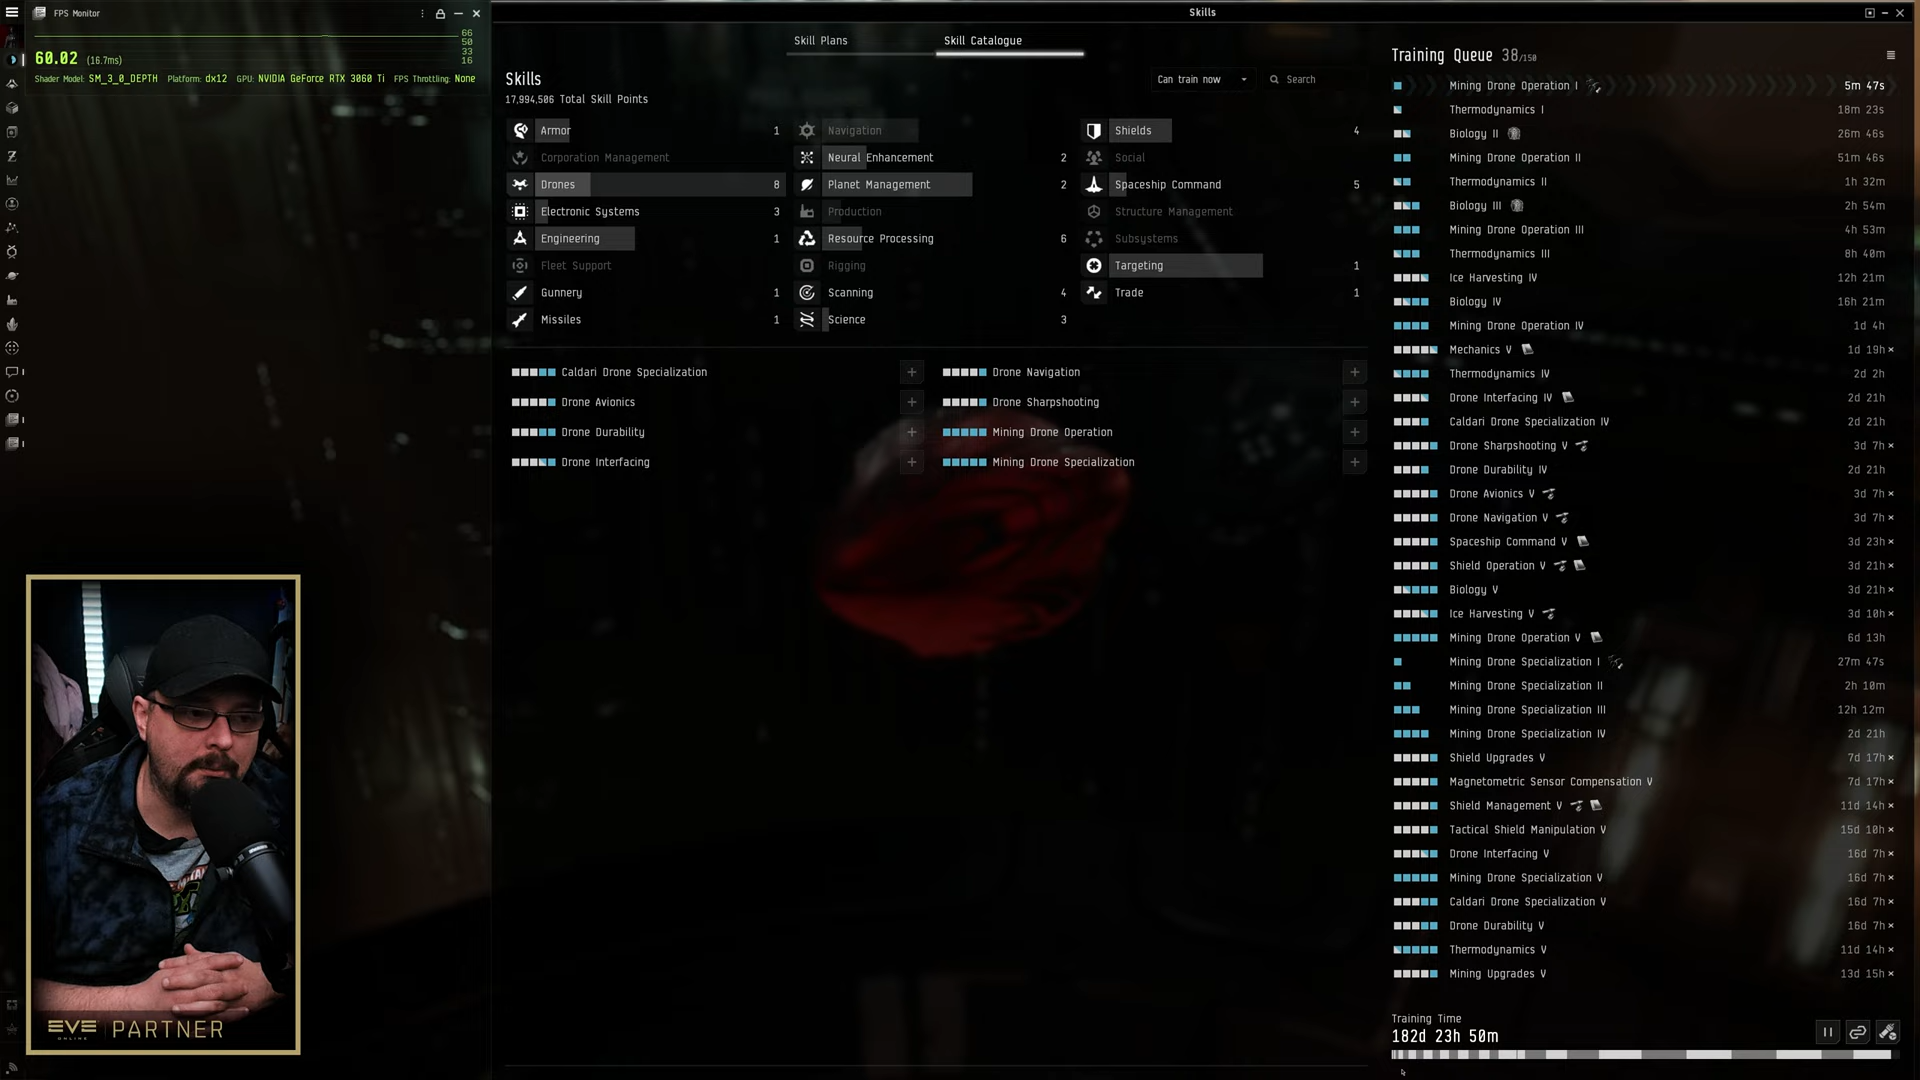 FPS Monitor
66
50
33
16
60.02 (16.7ms)
Shader Model: SM_3_0_DEPTH Platform: dx12 GPU: NVIDIA GeForce RTX 3060 Ti FPS Throttling: None
EVE ONLINE | PARTNER
Skills
Skill Plans
Skill Catalogue
Skills
17,994,506 Total Skill Points
Can train now
Search
Armor 1
Corporation Management
Drones 8
Electronic Systems 3
Engineering 1
Fleet Support
Gunnery 1
Missiles 1
Navigation
Neural Enhancement 2
Planet Management 2
Production
Resource Processing 6
Rigging
Scanning 4
Science 3
Shields 4
Social
Spaceship Command 5
Structure Management
Subsystems
Targeting 1
Trade 1
Caldari Drone Specialization
Drone Avionics
Drone Durability
Drone Interfacing
Drone Navigation
Drone Sharpshooting
Mining Drone Operation
Mining Drone Specialization
Training Queue 38/150
Mining Drone Operation I 5m 47s
Thermodynamics I 18m 23s
Biology II 26m 46s
Mining Drone Operation II 51m 46s
Thermodynamics II 1h 32m
Biology III 2h 54m
Mining Drone Operation III 4h 53m
Thermodynamics III 8h 40m
Ice Harvesting IV 12h 21m
Biology IV 16h 21m
Mining Drone Operation IV 1d 4h
Mechanics V 1d 19h ×
Thermodynamics IV 2d 2h
Drone Interfacing IV 2d 21h
Caldari Drone Specialization IV 2d 21h
Drone Sharpshooting V 3d 7h ×
Drone Durability IV 2d 21h
Drone Avionics V 3d 7h ×
Drone Navigation V 3d 7h ×
Spaceship Command V 3d 23h ×
Shield Operation V 3d 21h ×
Biology V 3d 21h ×
Ice Harvesting V 3d 10h ×
Mining Drone Operation V 6d 13h
Mining Drone Specialization I 27m 47s
Mining Drone Specialization II 2h 10m
Mining Drone Specialization III 12h 12m
Mining Drone Specialization IV 2d 21h
Shield Upgrades V 7d 17h ×
Magnetometric Sensor Compensation V 7d 17h ×
Shield Management V 11d 14h ×
Tactical Shield Manipulation V 15d 10h ×
Drone Interfacing V 16d 7h ×
Mining Drone Specialization V 16d 7h ×
Caldari Drone Specialization V 16d 7h ×
Drone Durability V 16d 7h ×
Thermodynamics V 11d 14h ×
Mining Upgrades V 13d 15h ×
Training Time
182d 23h 50m